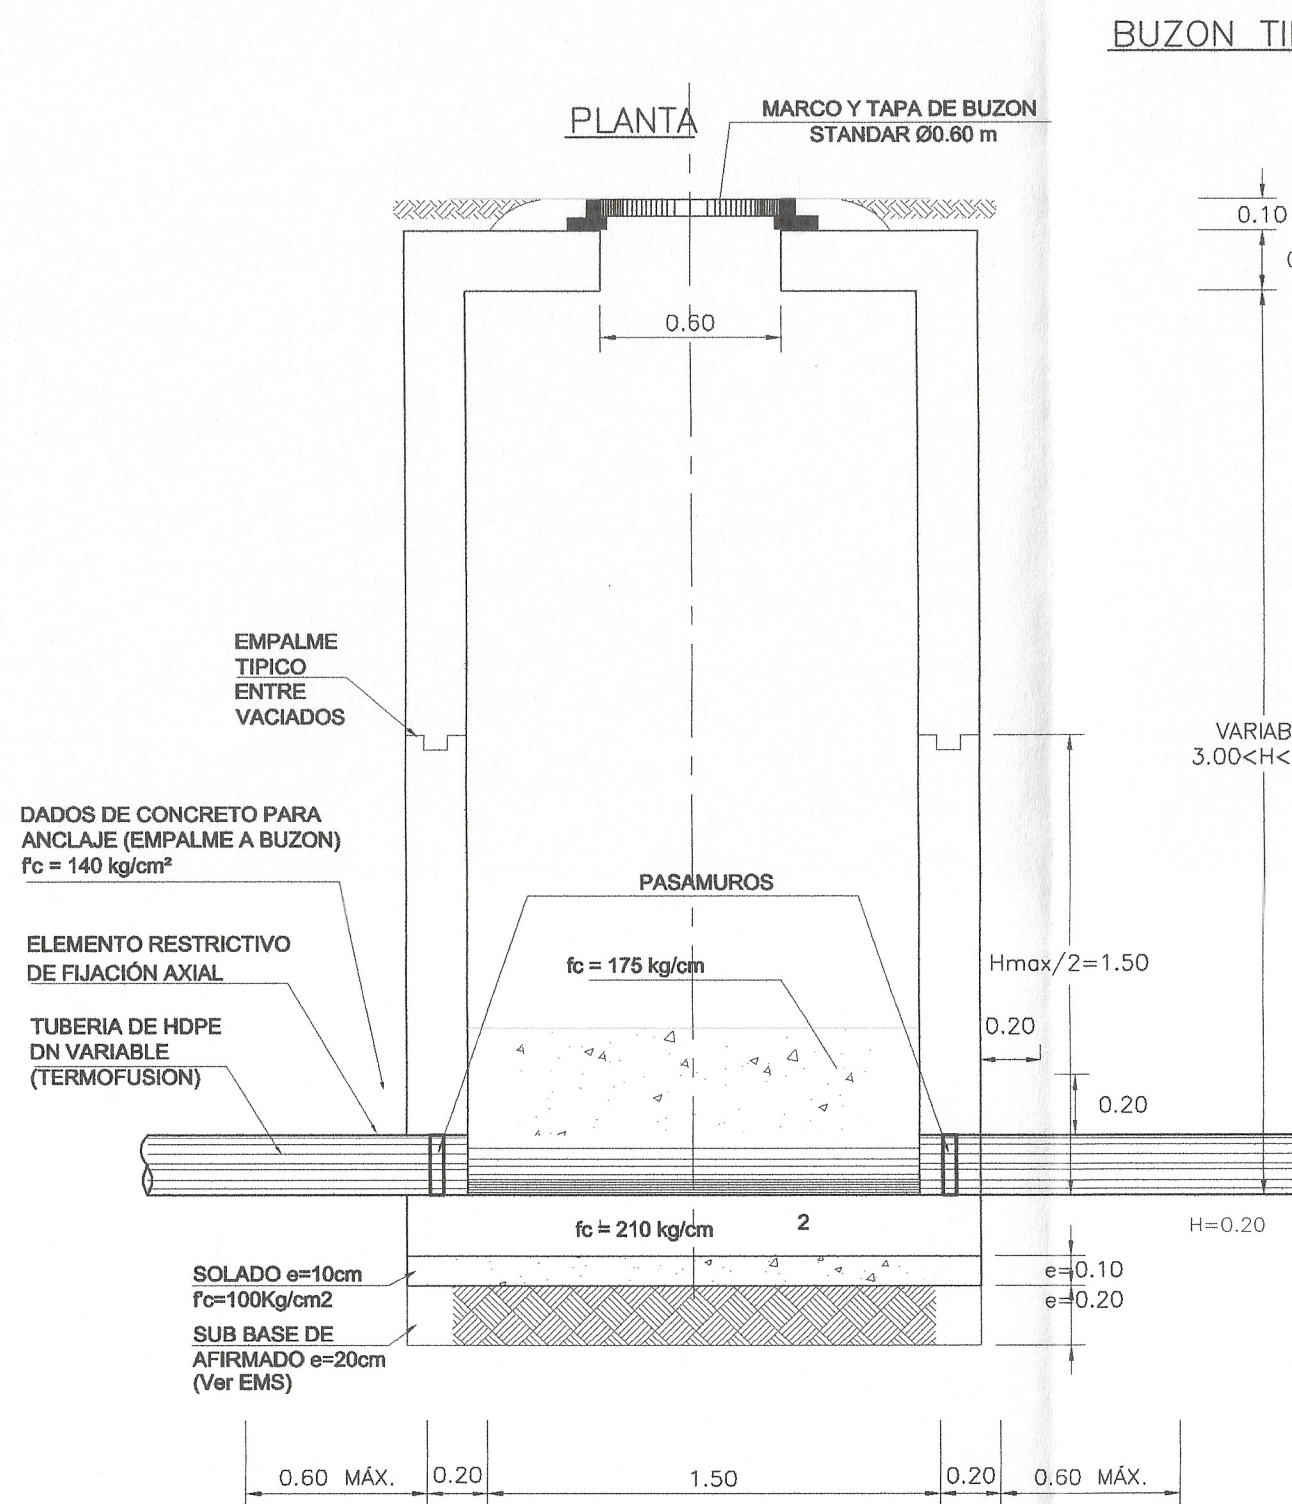 BUZON
PLANTA
MARCO Y TAPA DE BUZON
STANDAR Ø0.60 m
0.10
0.60
EMPALME
TIPICO
ENTRE
VACIADOS
VARIAB
3.00<H<
DADOS DE CONCRETO PARA
ANCLAJE (EMPALME A BUZON)
f'c = 140 kg/cm²
PASAMUROS
ELEMENTO RESTRICTIVO
DE FIJACIÓN AXIAL
fc = 175 kg/cm
Hmax/2=1.50
TUBERIA DE HDPE
DN VARIABLE
(TERMOFUSION)
0.20
0.20
fc = 210 kg/cm 2
H=0.20
SOLADO e=10cm
f'c=100Kg/cm2
e=0.10
e=0.20
SUB BASE DE
AFIRMADO e=20cm
(Ver EMS)
0.60 MÁX.
0.20
1.50
0.20
0.60 MÁX.